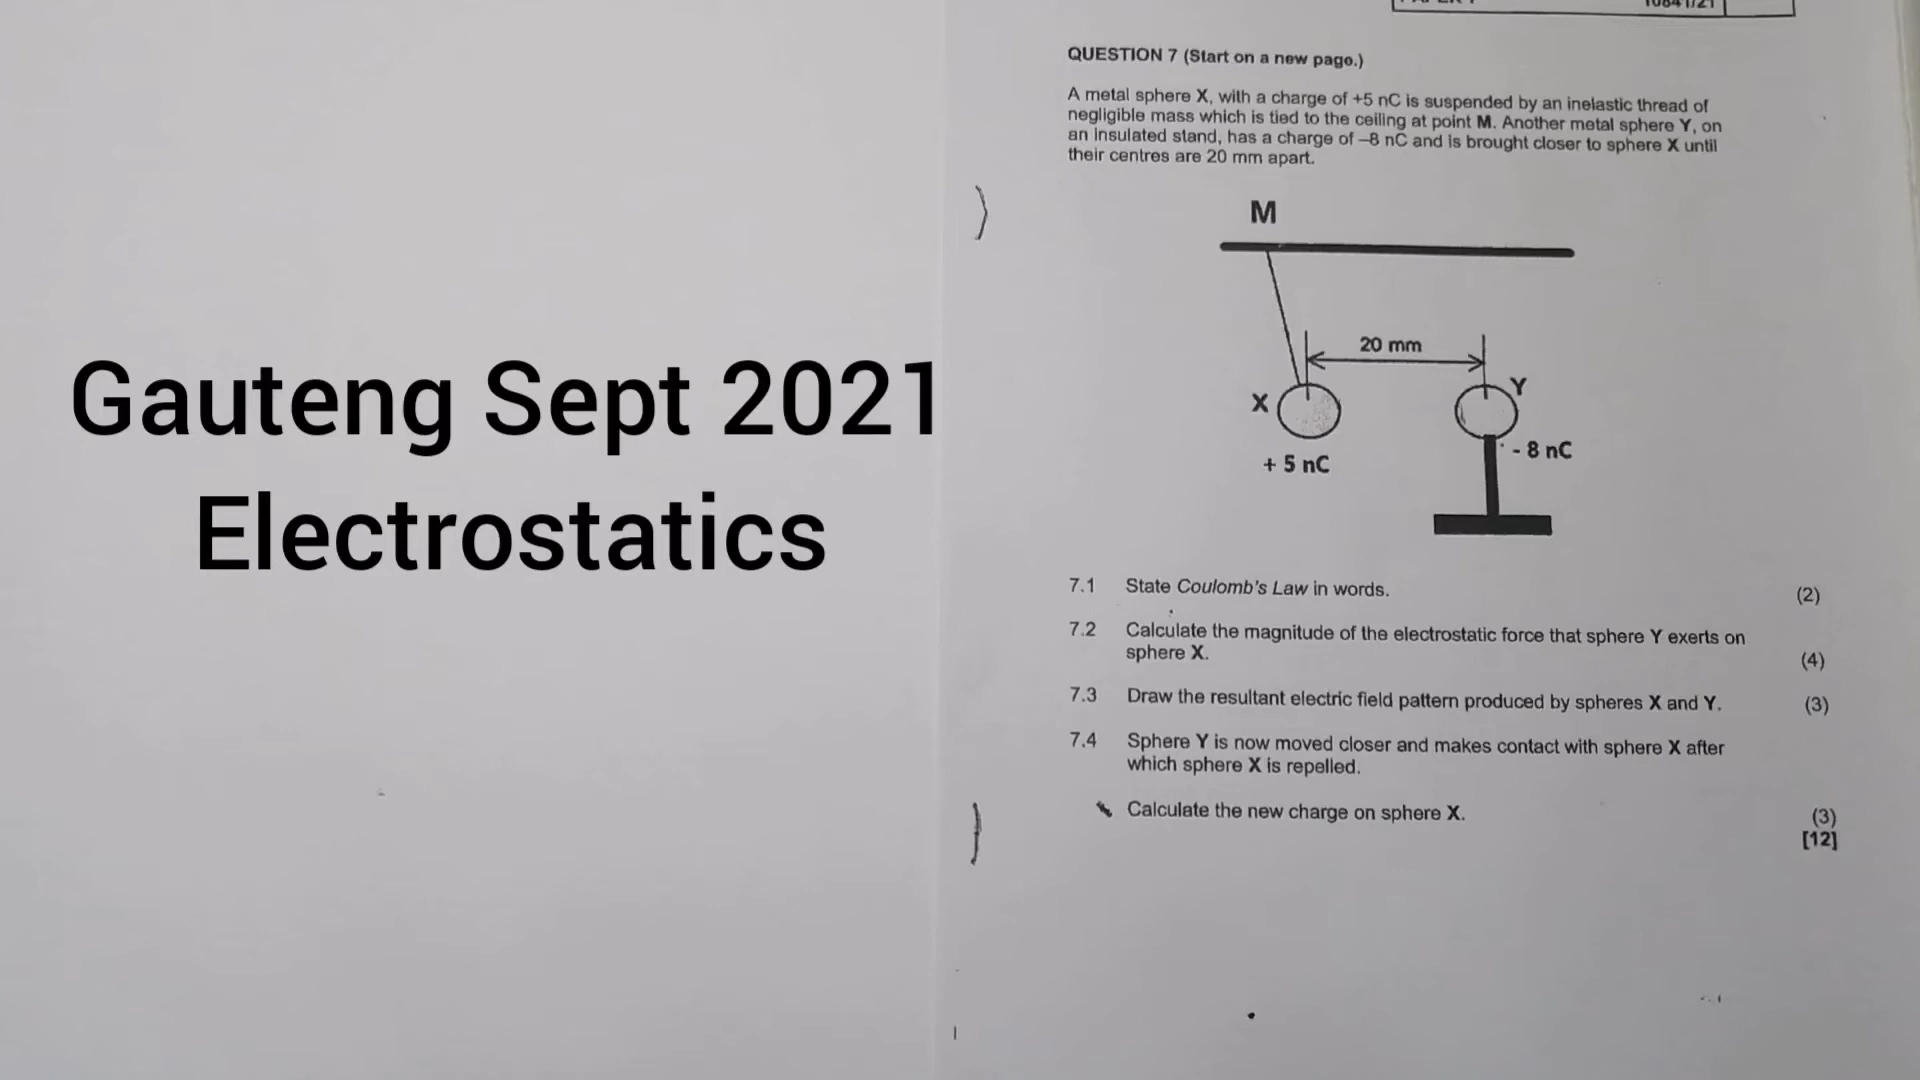 Gauteng Sept 2021
Electrostatics
10841/21
QUESTION 7 (Start on a new page.)
A metal sphere X, with a charge of +5 nC is suspended by an inelastic thread of
negligible mass which is tied to the ceiling at point M. Another metal sphere Y, on
an insulated stand, has a charge of –8 nC and is brought closer to sphere X until
their centres are 20 mm apart.
M
20 mm
X
Y
+ 5 nC
- 8 nC
7.1 State Coulomb's Law in words. (2)
7.2 Calculate the magnitude of the electrostatic force that sphere Y exerts on
sphere X. (4)
7.3 Draw the resultant electric field pattern produced by spheres X and Y. (3)
7.4 Sphere Y is now moved closer and makes contact with sphere X after
which sphere X is repelled.
Calculate the new charge on sphere X. (3)
[12]